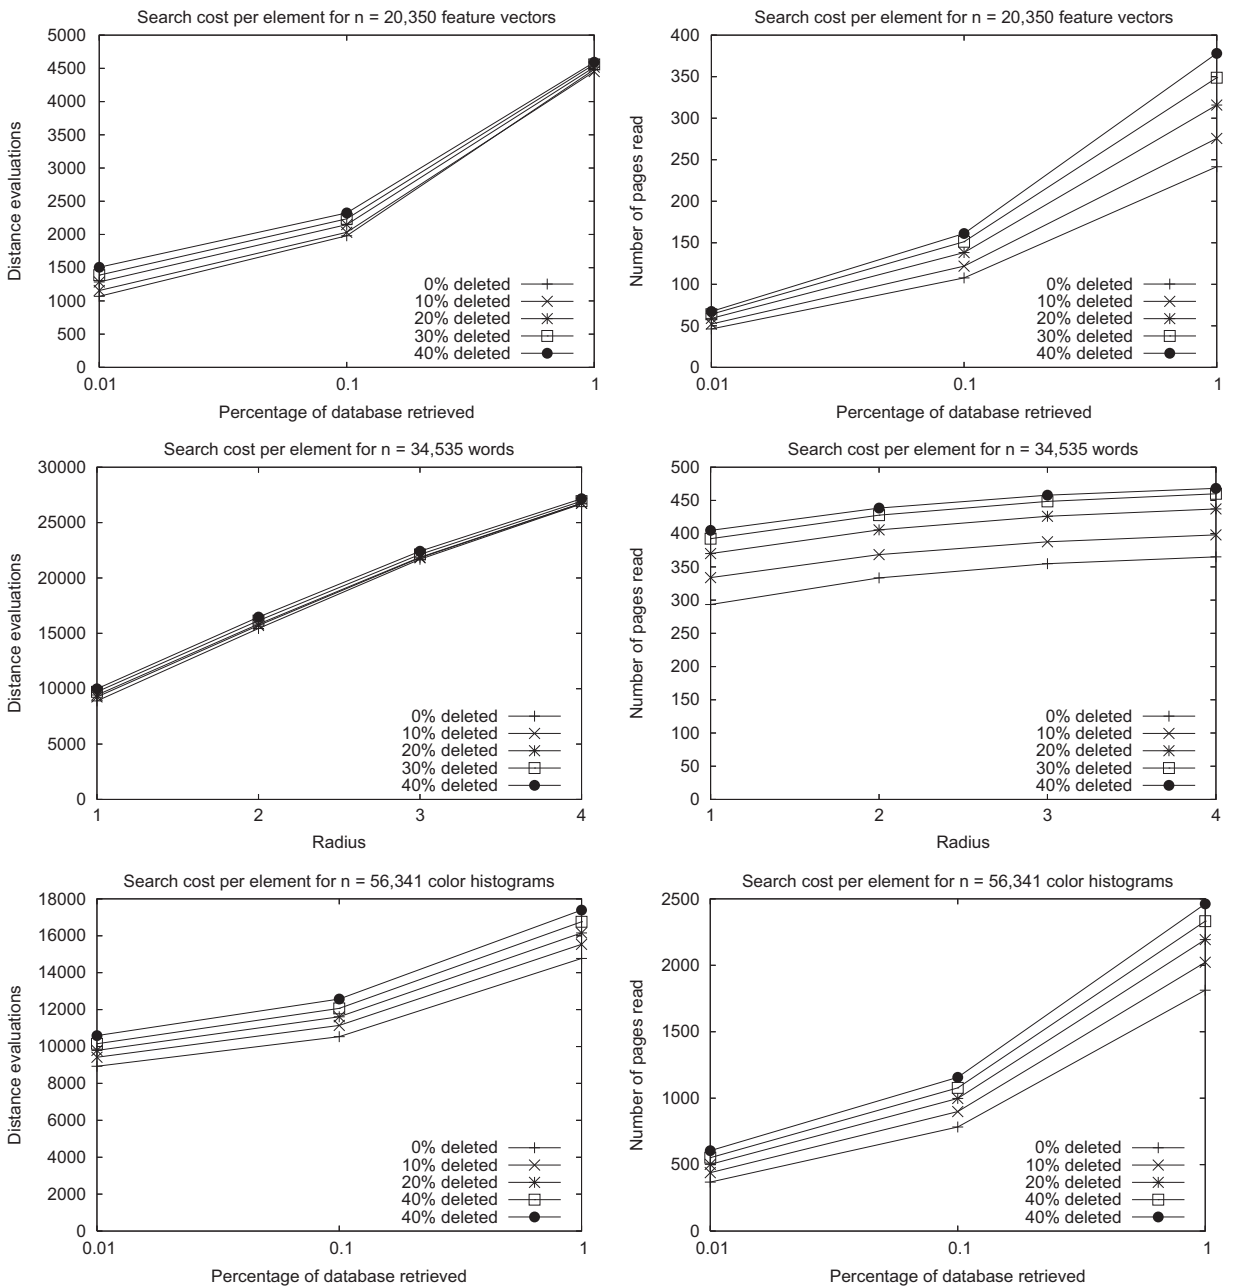 Search cost per element for n = 20,350 feature vectors
Distance evaluations
5000
4500
4000
3500
3000
2500
2000
1500
1000
500
0
0% deleted
10% deleted
20% deleted
30% deleted
40% deleted
0.01 0.1 1
Percentage of database retrieved
Search cost per element for n = 20,350 feature vectors
Number of pages read
400
350
300
250
200
150
100
50
0
0% deleted
10% deleted
20% deleted
30% deleted
40% deleted
0.01 0.1 1
Percentage of database retrieved
Search cost per element for n = 34,535 words
Distance evaluations
30000
25000
20000
15000
10000
5000
0
0% deleted
10% deleted
20% deleted
30% deleted
40% deleted
1 2 3 4
Radius
Search cost per element for n = 34,535 words
Number of pages read
500
450
400
350
300
250
200
150
100
50
0
0% deleted
10% deleted
20% deleted
30% deleted
40% deleted
1 2 3 4
Radius
Search cost per element for n = 56,341 color histograms
Distance evaluations
18000
16000
14000
12000
10000
8000
6000
4000
2000
0
0% deleted
10% deleted
20% deleted
40% deleted
40% deleted
0.01 0.1 1
Percentage of database retrieved
Search cost per element for n = 56,341 color histograms
Number of pages read
2500
2000
1500
1000
500
0
0% deleted
10% deleted
20% deleted
40% deleted
40% deleted
0.01 0.1 1
Percentage of database retrieved